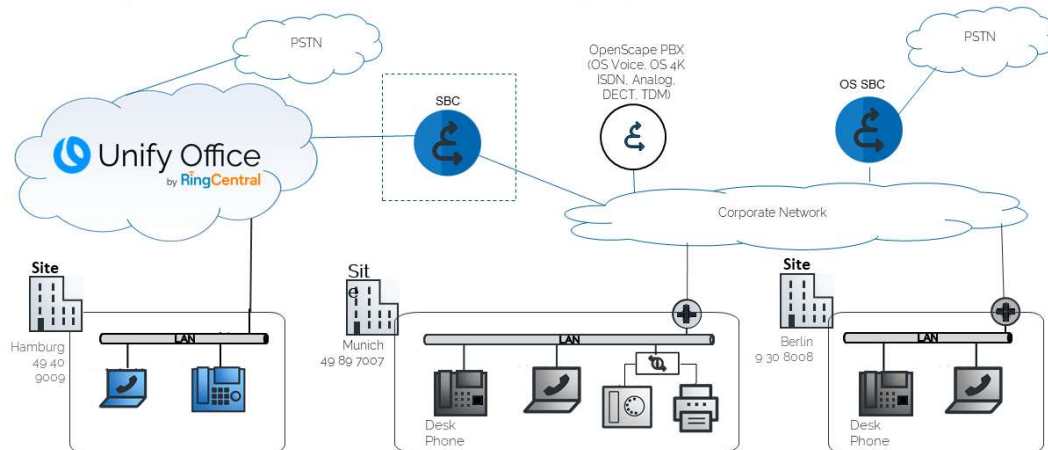 PSTN
OpenScape PBX
(OS Voice, OS 4K
ISDN, Analog,
DECT, TDM)
PSTN
SBC
OS SBC
Unify Office
by RingCentral
Corporate Network
Site
Sit
e
Site
LAN
LAN
LAN
Hamburg
49 40
9009
Munich
49 89 7007
Berlin
9 30 8008
Desk
Phone
Desk
Phone